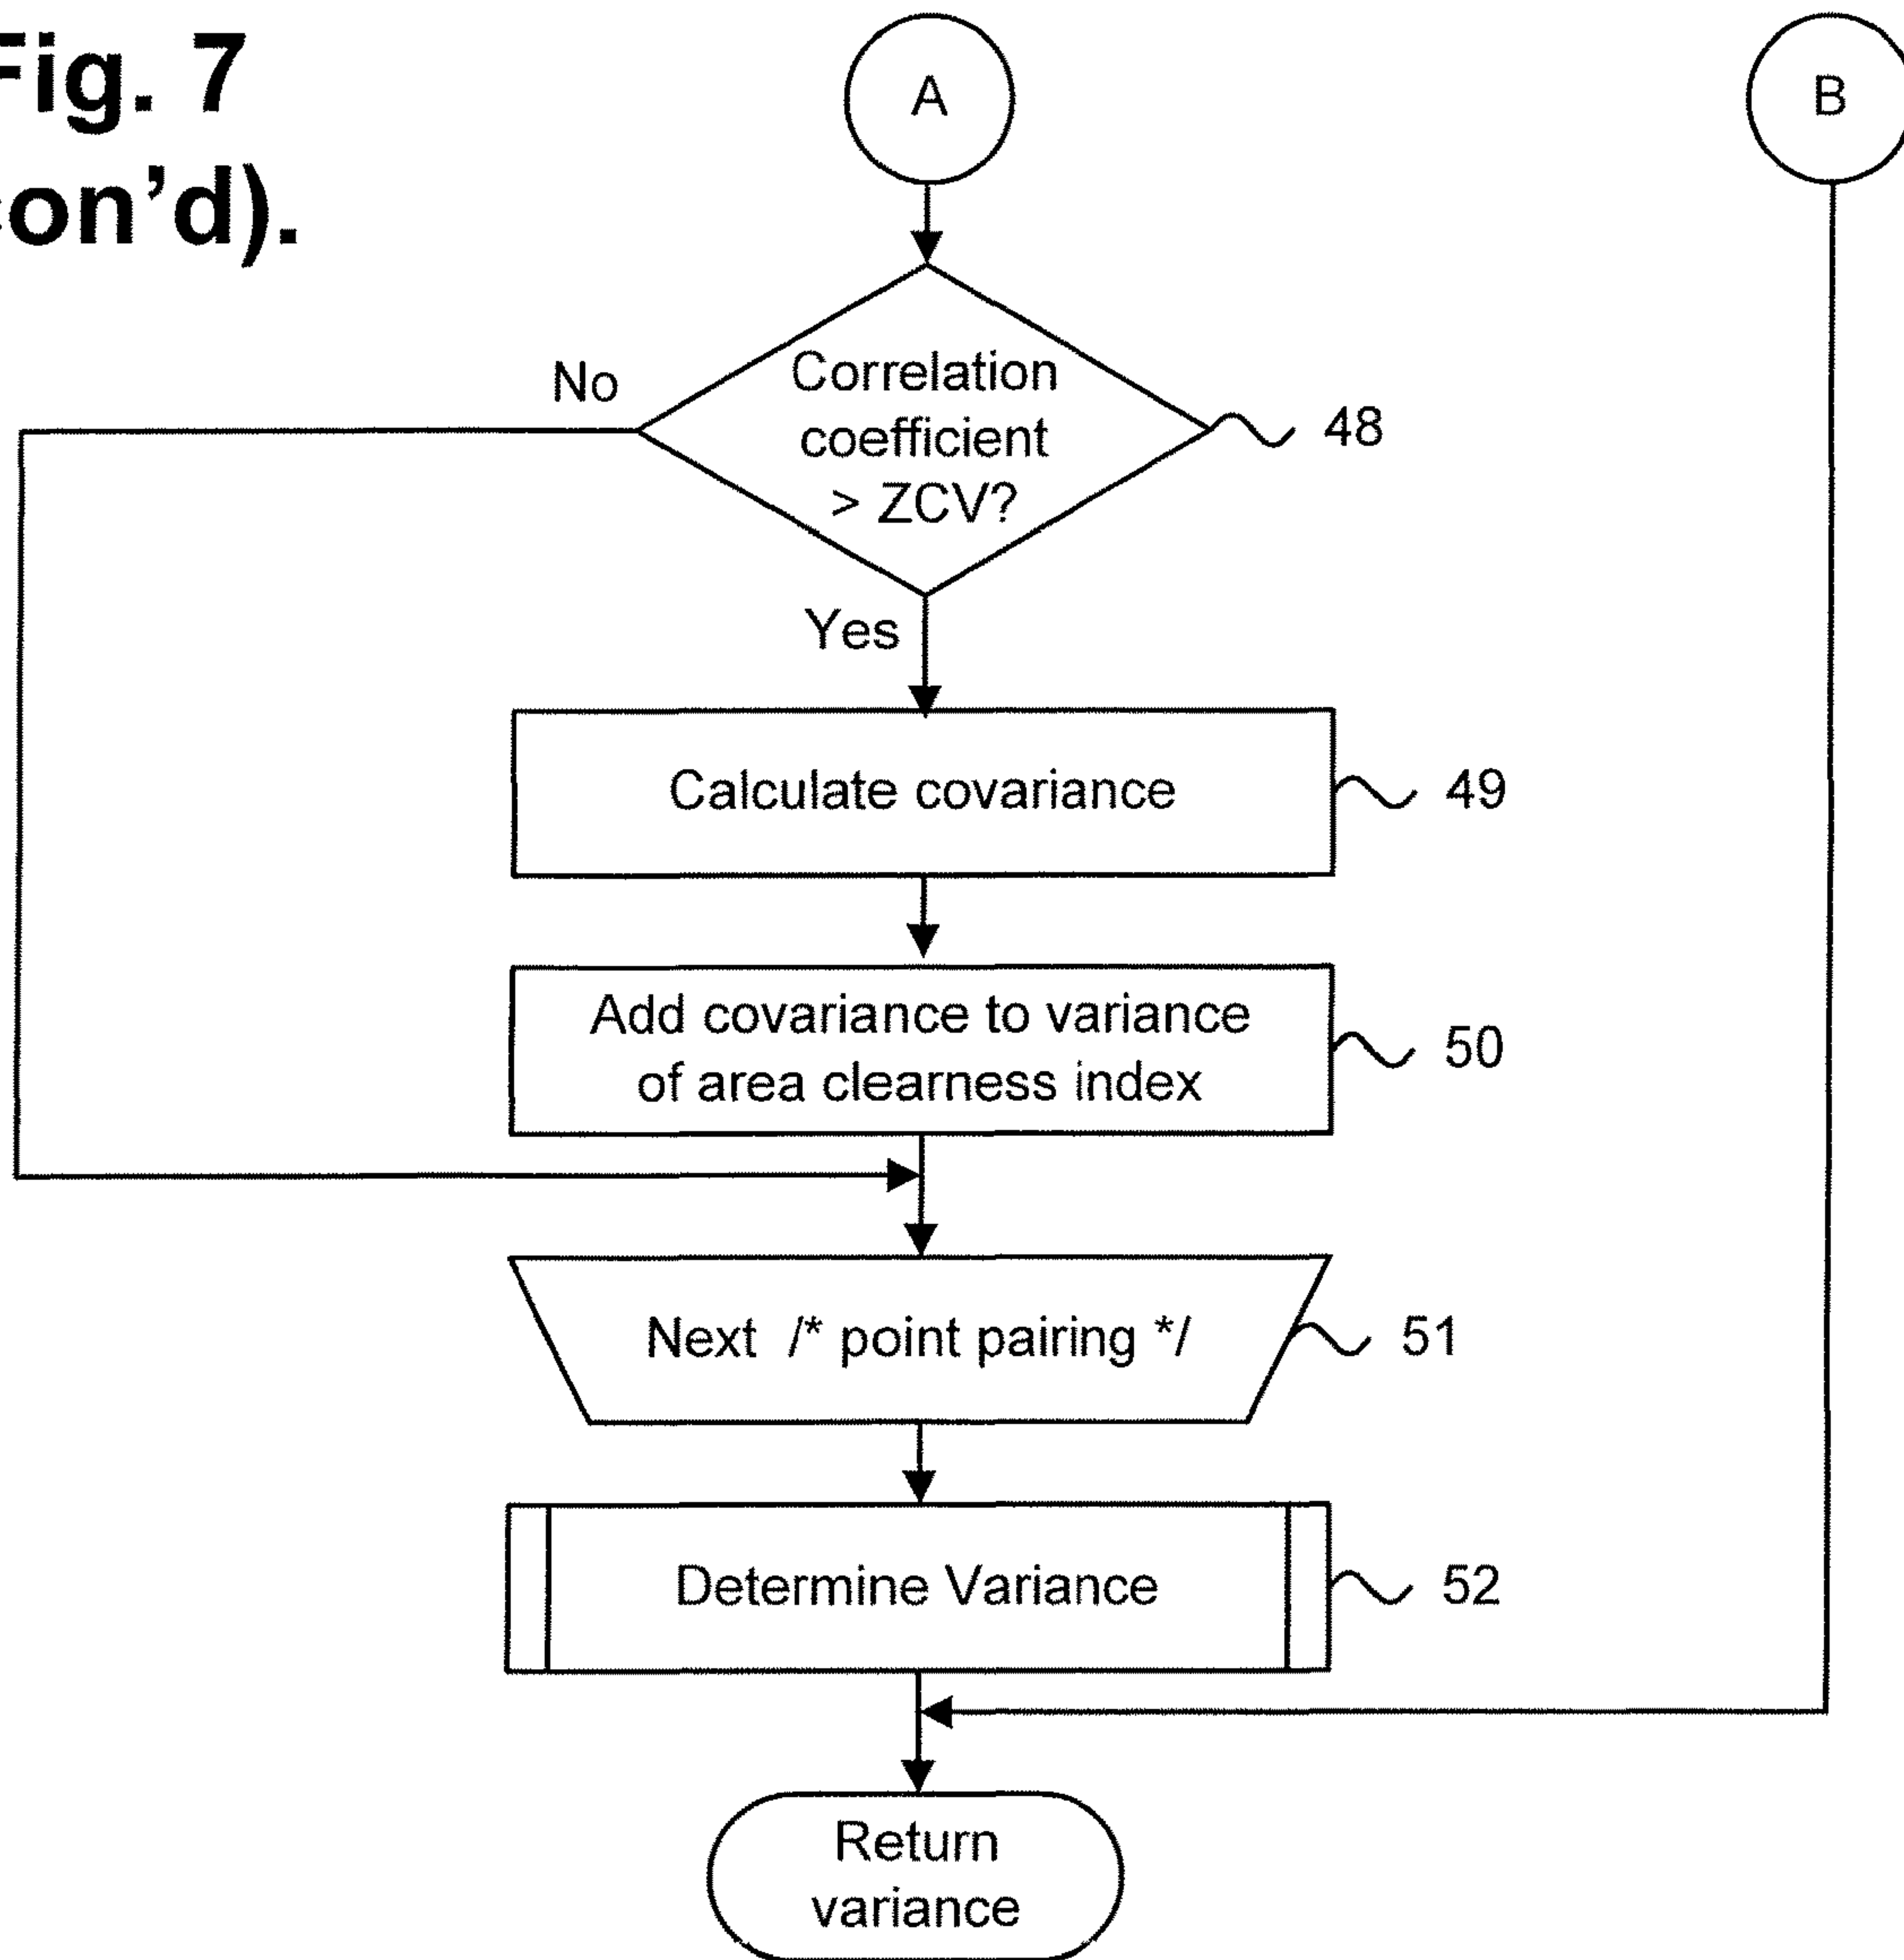 Fig. 7
con’d).
A
B
No
Correlation
coefficient
> ZCV?
48
Yes
Calculate covariance
49
Add covariance to variance
of area clearness index
50
Next /* point pairing */
51
Determine Variance
52
Return
variance